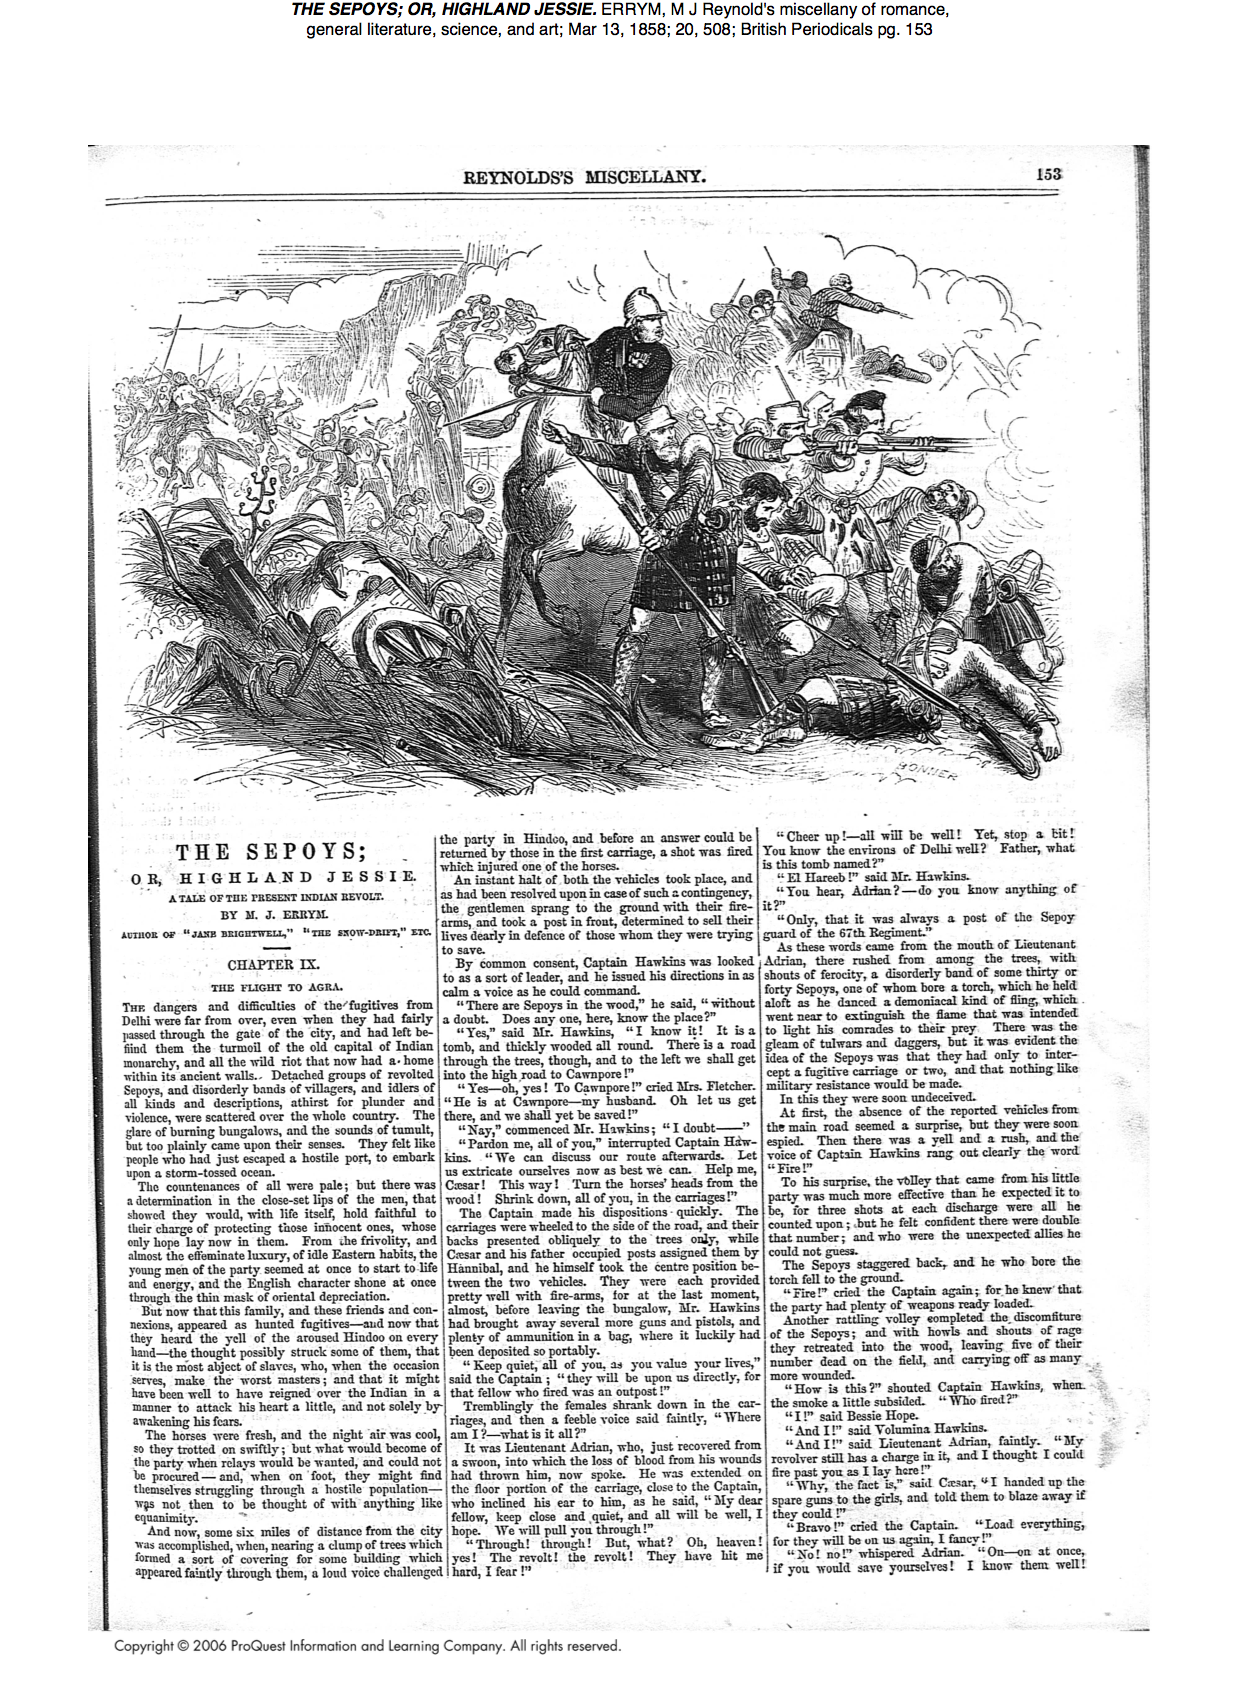 THE SEPOYS; OR, HIGHLAND JESSIE. ERRYM, M J Reynold's miscellany of romance,
general literature, science, and art; Mar 13, 1858; 20, 508; British Periodicals pg. 153
REYNOLDS'S MISCELLANY.
153
BONNER
THE SEPOYS;
OR, HIGHLAND JESSIE.
A TALE OF THE PRESENT INDIAN REVOLT.
BY M. J. ERRYM.
AUTHOR OF "JANE BRIGHTWELL," "THE SNOW-DRIFT," ETC.
CHAPTER IX.
THE FLIGHT TO AGRA.
THE dangers and difficulties of the fugitives from
Delhi were far from over, even when they had fairly
passed through the gate of the city, and had left be-
hind them the turmoil of the old capital of Indian
monarchy, and all the wild riot that now had a home
within its ancient walls. Detached groups of revolted
Sepoys, and disorderly bands of villagers, and idlers of
all kinds and descriptions, athirst for plunder and
violence, were scattered over the whole country. The
glare of burning bungalows, and the sounds of tumult,
but too plainly came upon their senses. They felt like
people who had just escaped a hostile port, to embark
upon a storm-tossed ocean.
The countenances of all were pale; but there was
a determination in the close-set lips of the men, that
showed they would, with life itself, hold faithful to
their charge of protecting those innocent ones, whose
only hope lay now in them. From the frivolity, and
almost the effeminate luxury, of idle Eastern habits, the
young men of the party seemed at once to start to life
and energy, and the English character shone at once
through the thin mask of oriental depreciation.
But now that this family, and these friends and con-
nexions, appeared as hunted fugitives—and now that
they heard the yell of the aroused Hindoo on every
hand—the thought possibly struck some of them, that
it is the most abject of slaves, who, when the occasion
serves, make the worst masters; and that it might
have been well to have reigned over the Indian in a
manner to attack his heart a little, and not solely by
awakening his fears.
The horses were fresh, and the night air was cool,
so they trotted on swiftly; but what would become of
the party when relays would be wanted, and could not
be procured—and, when on foot, they might find
themselves struggling through a hostile population—
was not then to be thought of with anything like
equanimity.
And now, some six miles of distance from the city
was accomplished, when, nearing a clump of trees which
formed a sort of covering for some building which
appeared faintly through them, a loud voice challenged
the party in Hindoo, and before an answer could be
returned by those in the first carriage, a shot was fired
which injured one of the horses.
An instant halt of both the vehicles took place, and
as had been resolved upon in case of such a contingency,
the gentlemen sprang to the ground with their fire-
arms, and took a post in front, determined to sell their
lives dearly in defence of those whom they were trying
to save.
By common consent, Captain Hawkins was looked
to as a sort of leader, and he issued his directions in as
calm a voice as he could command.
"There are Sepoys in the wood," he said, "without
a doubt. Does any one, here, know the place?"
"Yes," said Mr. Hawkins, "I know it! It is a
tomb, and thickly wooded all round. There is a road
through the trees, though, and to the left we shall get
into the high road to Cawnpore!"
"Yes—oh, yes! To Cawnpore!" cried Mrs. Fletcher.
"He is at Cawnpore—my husband. Oh let us get
there, and we shall yet be saved!"
"Nay," commenced Mr. Hawkins; "I doubt——"
"Pardon me, all of you," interrupted Captain Haw-
kins. "We can discuss our route afterwards. Let
us extricate ourselves now as best we can. Help me,
Cæsar! This way! Turn the horses' heads from the
wood! Shrink down, all of you, in the carriages!"
The Captain made his dispositions quickly. The
carriages were wheeled to the side of the road, and their
backs presented obliquely to the trees only, while
Cæsar and his father occupied posts assigned them by
Hannibal, and he himself took the centre position be-
tween the two vehicles. They were each provided
pretty well with fire-arms, for at the last moment,
almost, before leaving the bungalow, Mr. Hawkins
had brought away several more guns and pistols, and
plenty of ammunition in a bag, where it luckily had
been deposited so portably.
"Keep quiet, all of you, as you value your lives,"
said the Captain; "they will be upon us directly, for
that fellow who fired was an outpost!"
Tremblingly the females shrank down in the car-
riages, and then a feeble voice said faintly, "Where
am I?—what is it all?"
It was Lieutenant Adrian, who, just recovered from
a swoon, into which the loss of blood from his wounds
had thrown him, now spoke. He was extended on
the floor portion of the carriage, close to the Captain,
who inclined his ear to him, as he said, "My dear
fellow, keep close and quiet, and all will be well, I
hope. We will pull you through!"
"Through! through! But, what? Oh, heaven!
yes! The revolt! the revolt! They have hit me
hard, I fear!"
"Cheer up!—all will be well! Yet, stop a bit!
You know the environs of Delhi well? Father, what
is this tomb named?"
"El Hareeb!" said Mr. Hawkins.
"You hear, Adrian?—do you know anything of
it?"
"Only, that it was always a post of the Sepoy
guard of the 67th Regiment."
As these words came from the mouth of Lieutenant
Adrian, there rushed from among the trees, with
shouts of ferocity, a disorderly band of some thirty or
forty Sepoys, one of whom bore a torch, which he held
aloft as he danced a demoniacal kind of fling, which
went near to extinguish the flame that was intended
to light his comrades to their prey. There was the
gleam of tulwars and daggers, but it was evident the
idea of the Sepoys was that they had only to inter-
cept a fugitive carriage or two, and that nothing like
military resistance would be made.
In this they were soon undeceived.
At first, the absence of the reported vehicles from
the main road seemed a surprise, but they were soon
espied. Then there was a yell and a rush, and the
voice of Captain Hawkins rang out clearly the word
"Fire!"
To his surprise, the volley that came from his little
party was much more effective than he expected it to
be, for three shots at each discharge were all he
counted upon; but he felt confident there were double
that number; and who were the unexpected allies he
could not guess.
The Sepoys staggered back, and he who bore the
torch fell to the ground.
"Fire!" cried the Captain again; for he knew that
the party had plenty of weapons ready loaded.
Another rattling volley completed the discomfiture
of the Sepoys; and with howls and shouts of rage
they retreated into the wood, leaving five of their
number dead on the field, and carrying off as many
more wounded.
"How is this?" shouted Captain Hawkins, when
the smoke a little subsided. "Who fired?"
"I!" said Bessie Hope.
"And I!" said Volumina Hawkins.
"And I!" said Lieutenant Adrian, faintly. "My
revolver still has a charge in it, and I thought I could
fire past you as I lay here!"
"Why, the fact is," said Cæsar, "I handed up the
spare guns to the girls, and told them to blaze away if
they could!"
"Bravo!" cried the Captain. "Load everything,
for they will be on us again, I fancy!"
"No! no!" whispered Adrian. "On—on at once,
if you would save yourselves! I know them well!
Copyright © 2006 ProQuest Information and Learning Company. All rights reserved.